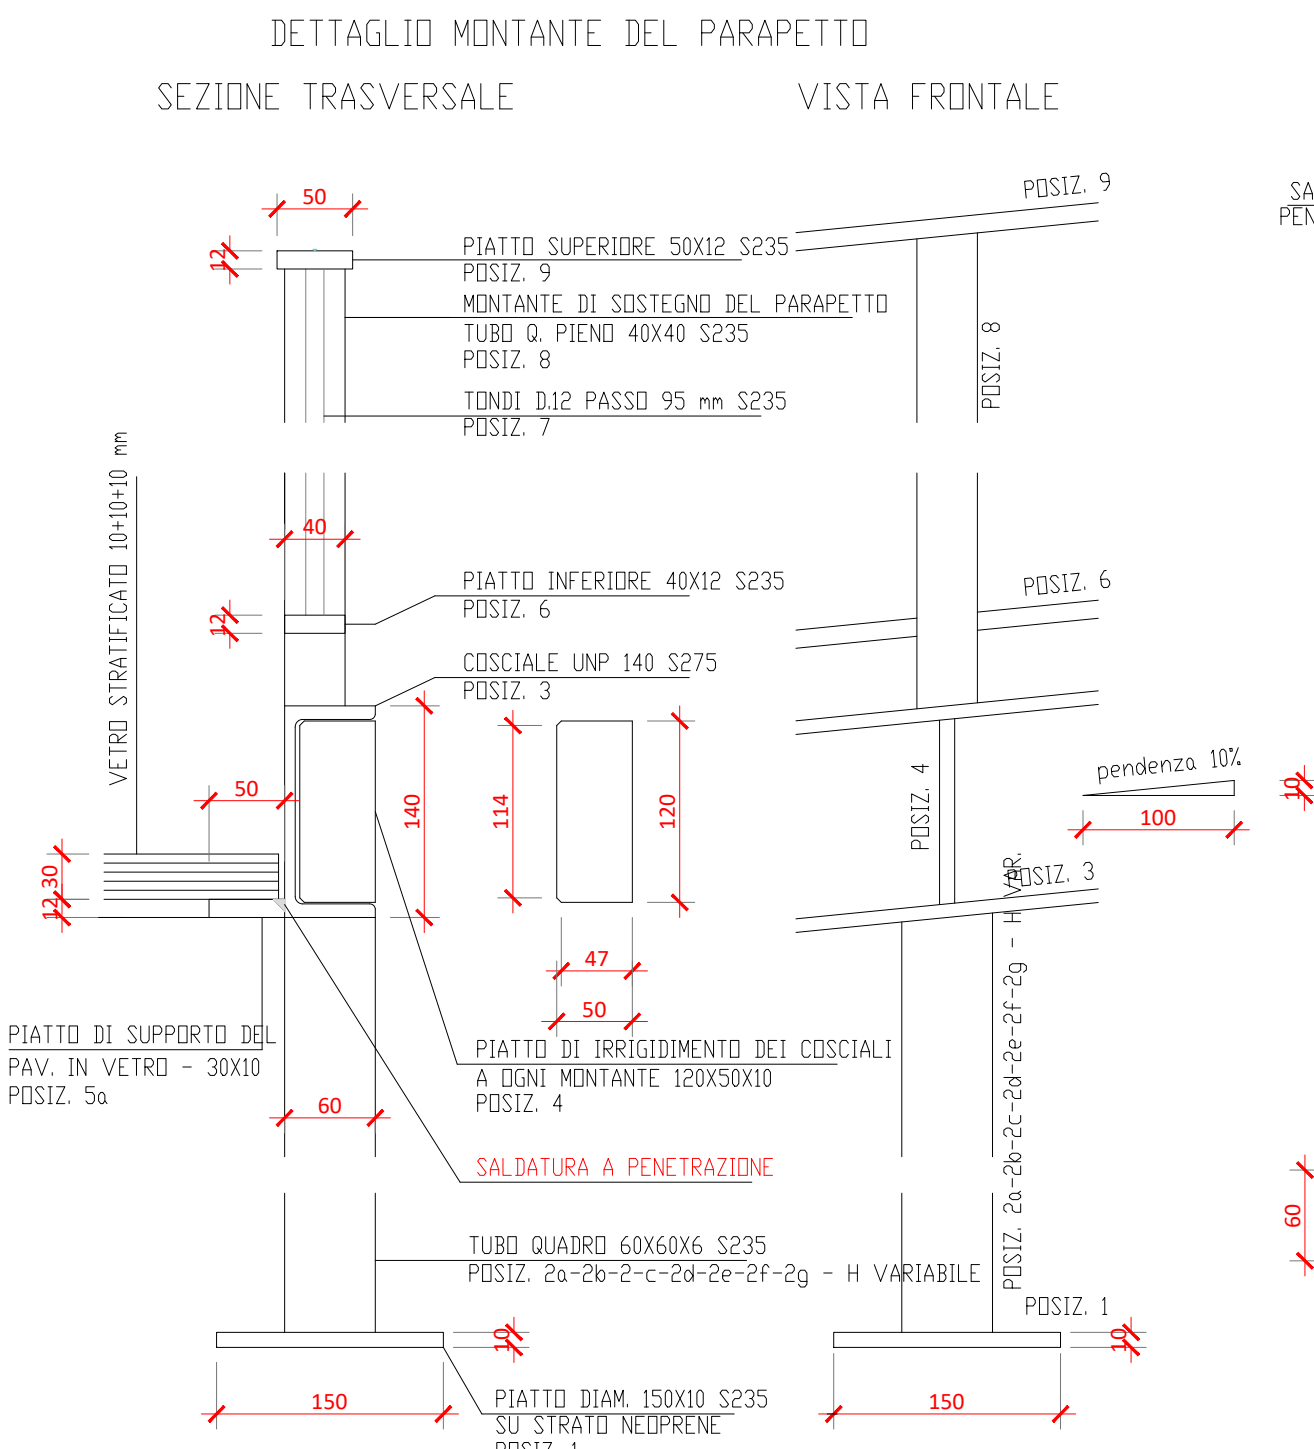 DETTAGLIO MONTANTE DEL PARAPETTO
SEZIONE TRASVERSALE
VISTA FRONTALE
50
12
PIATTO SUPERIORE 50X12 S235
POSIZ. 9
MONTANTE DI SOSTEGNO DEL PARAPETTO
TUBO Q. PIENO 40X40 S235
POSIZ. 8
TONDI D.12 PASSO 95 mm S235
POSIZ. 7
VETRO STRATIFICATO 10+10+10 mm
40
12
PIATTO INFERIORE 40X12 S235
POSIZ. 6
COSCIALE UNP 140 S275
POSIZ. 3
50
140
114
120
30
12
47
50
PIATTO DI SUPPORTO DEL
PAV. IN VETRO - 30X10
POSIZ. 5a
PIATTO DI IRRIGIDIMENTO DEI COSCIALI
A OGNI MONTANTE 120X50X10
POSIZ. 4
60
SALDATURA A PENETRAZIONE
TUBO QUADRO 60X60X6 S235
POSIZ. 2a-2b-2-c-2d-2e-2f-2g - H VARIABILE
10
150
PIATTO DIAM. 150X10 S235
SU STRATO NEOPRENE
POSIZ. 1
POSIZ. 9
POSIZ. 8
POSIZ. 6
POSIZ. 4
pendenza 10%
100
POSIZ. 3
POSIZ. 2a-2b-2c-2d-2e-2f-2g - H VAR.
POSIZ. 1
10
150
SA
PEN
10
60